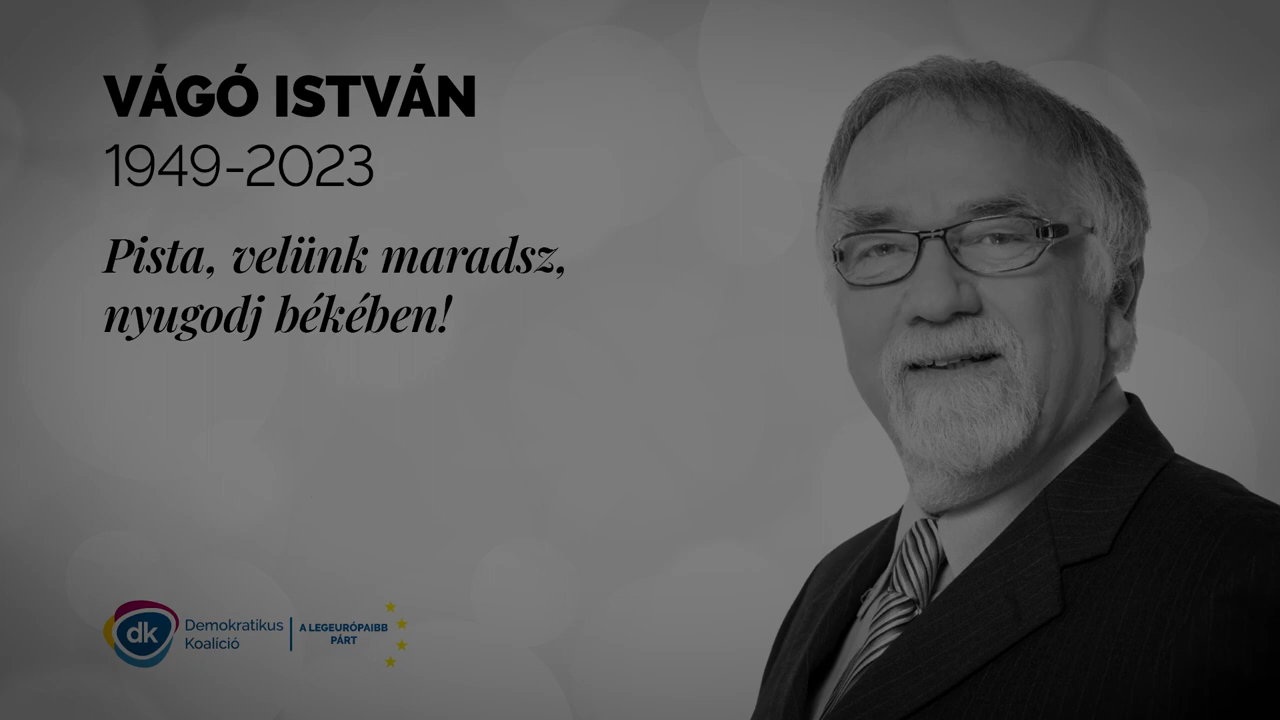 VÁGÓ ISTVÁN
1949-2023
Pista, velünk maradsz,
nyugodj békében!
dk
Demokratikus
Koalíció
A LEGEURÓPAIBB
PÁRT